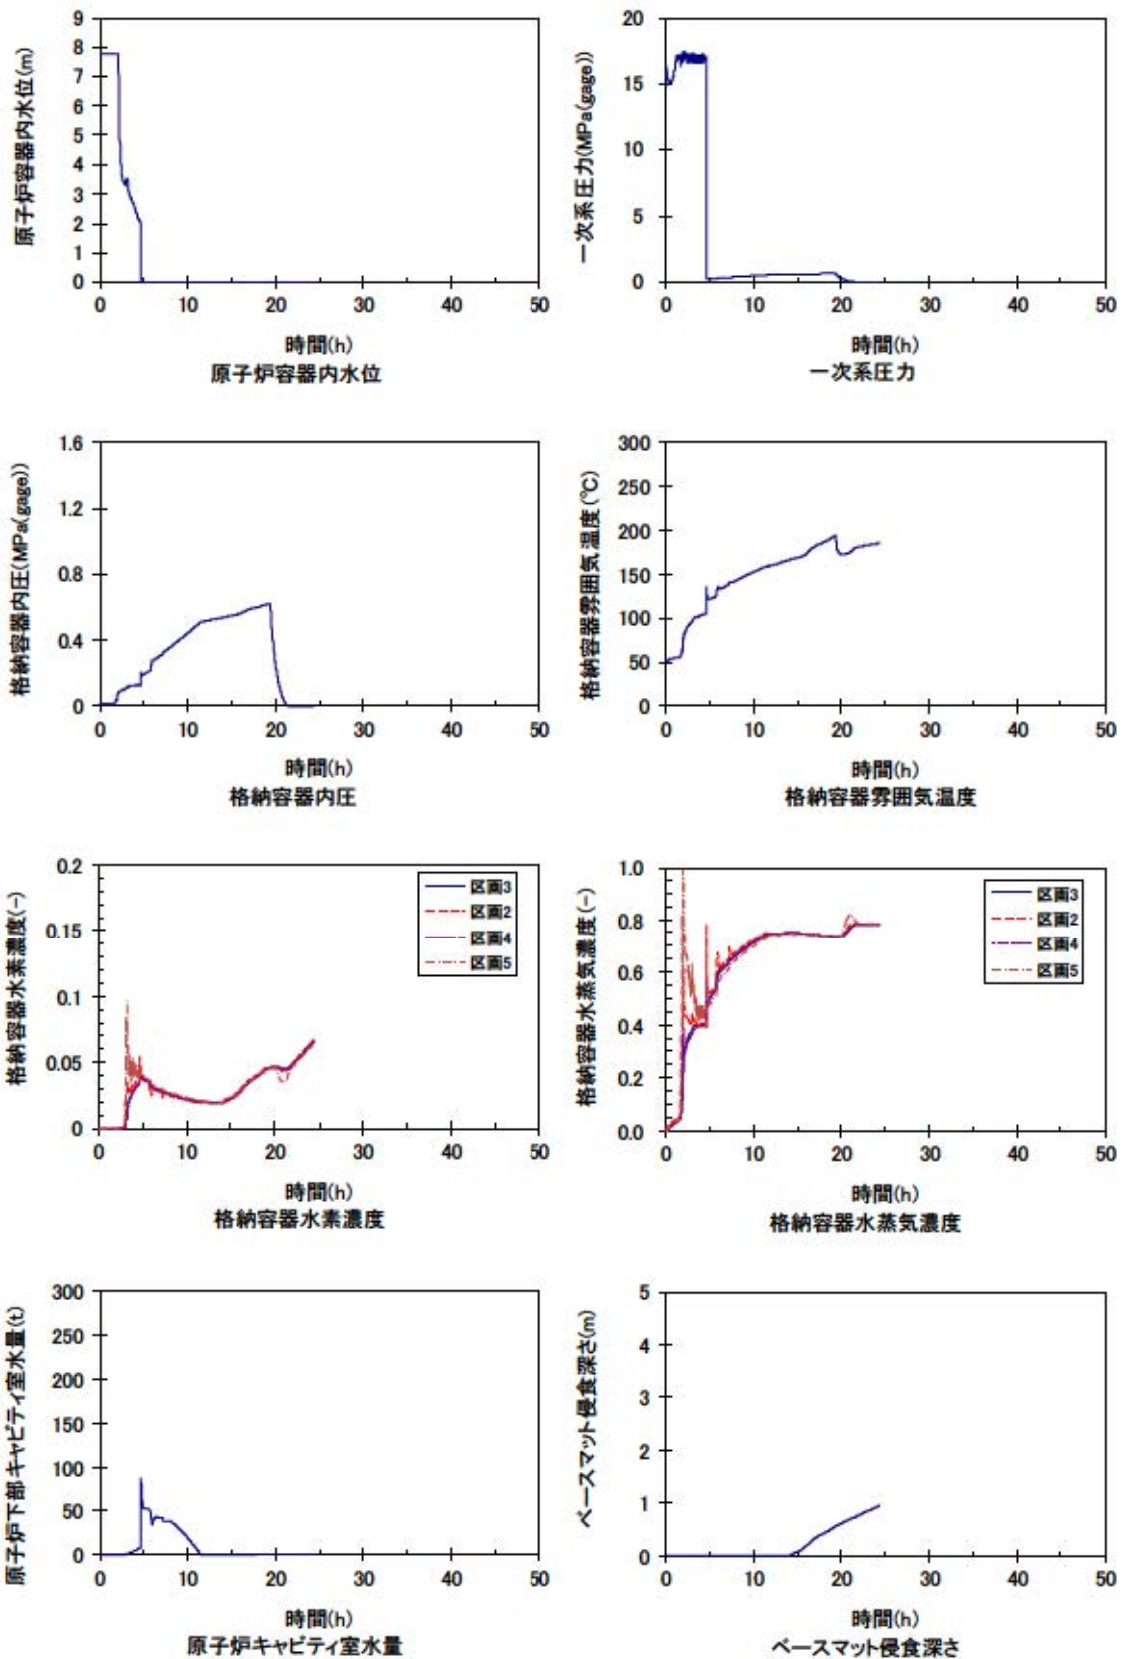 原子炉容器内水位(m)
9
8
7
6
5
4
3
2
1
0
0 10 20 30 40 50
時間(h)
原子炉容器内水位
一次系圧力(MPa(gage))
20
15
10
5
0
0 10 20 30 40 50
時間(h)
一次系圧力
格納容器内圧(MPa(gage))
1.6
1.2
0.8
0.4
0
0 10 20 30 40 50
時間(h)
格納容器内圧
格納容器雰囲気温度(℃)
300
250
200
150
100
50
0
0 10 20 30 40 50
時間(h)
格納容器雰囲気温度
格納容器水素濃度(-)
0.2
0.15
0.1
0.05
0
区画3
区画2
区画4
区画5
0 10 20 30 40 50
時間(h)
格納容器水素濃度
格納容器水蒸気濃度(-)
1.0
0.8
0.6
0.4
0.2
0.0
区画3
区画2
区画4
区画5
0 10 20 30 40 50
時間(h)
格納容器水蒸気濃度
原子炉下部キャビティ室水量(t)
300
250
200
150
100
50
0
0 10 20 30 40 50
時間(h)
原子炉キャビティ室水量
ベースマット侵食深さ(m)
5
4
3
2
1
0
0 10 20 30 40 50
時間(h)
ベースマット侵食深さ